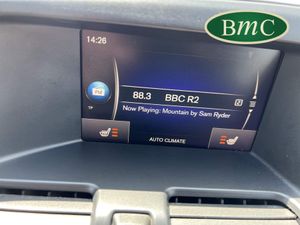 BMC
14:26
FM
TP
88.3 BBC R2
Now Playing: Mountain by Sam Ryder
AUTO CLIMATE